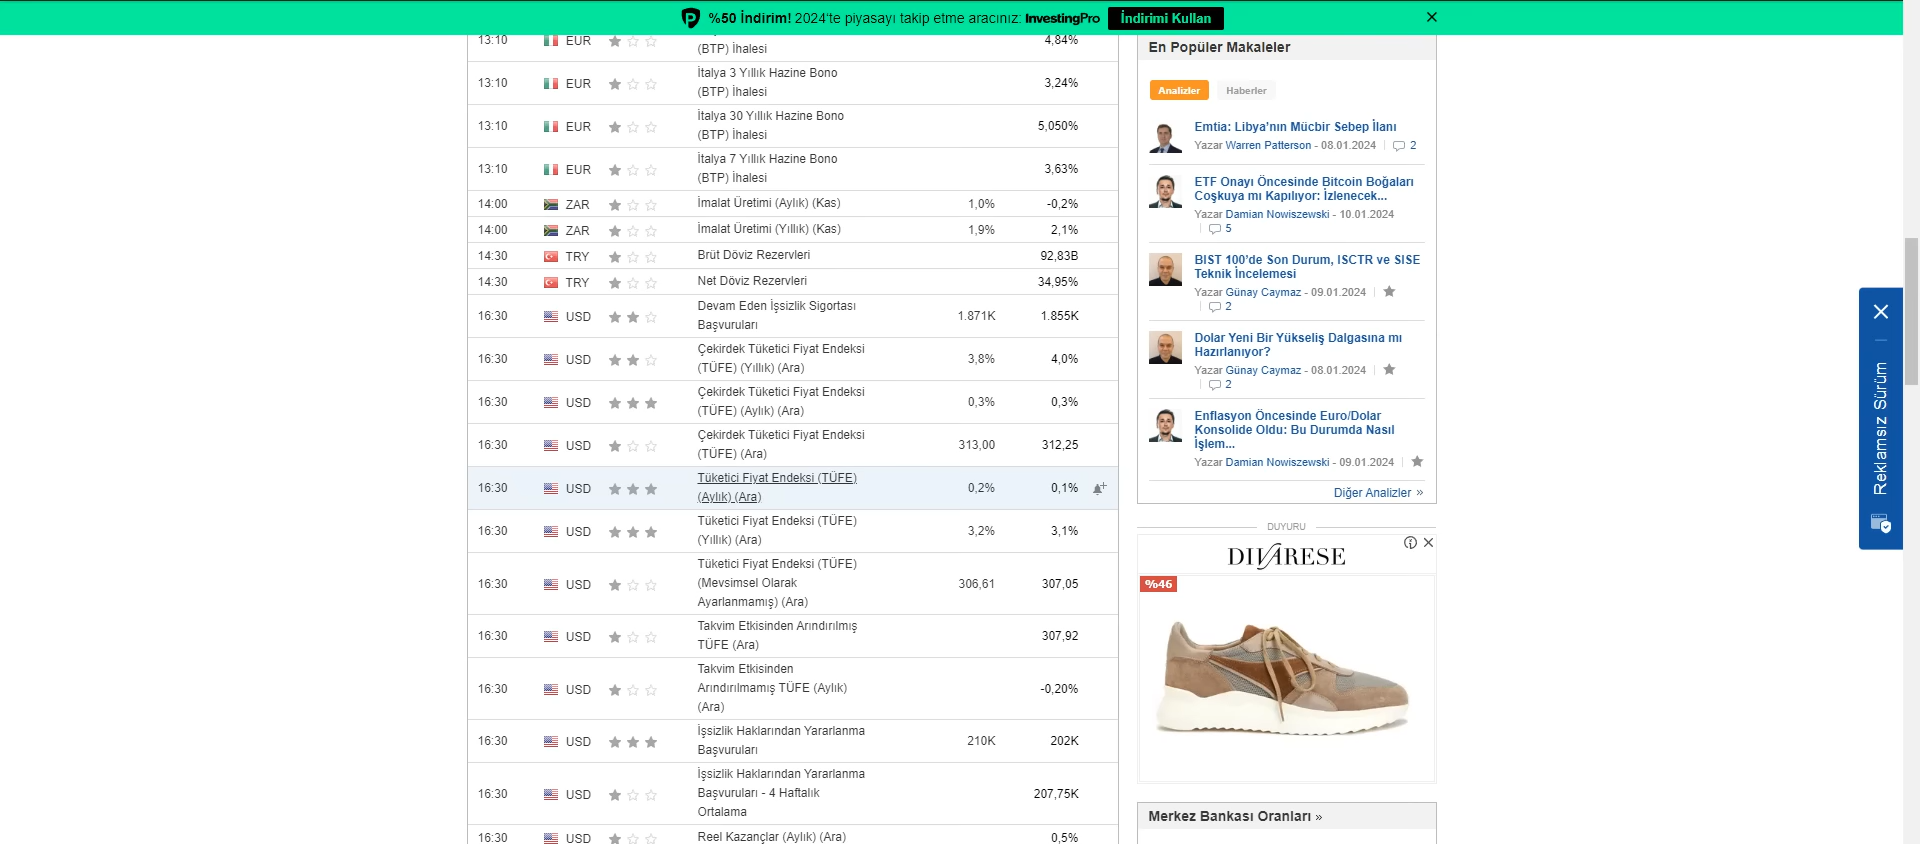 %50 İndirim! 2024'te piyasayı takip etme aracınız: InvestingPro İndirimi Kullan
13:10 EUR (BTP) İhalesi 4,84%
13:10 EUR İtalya 3 Yıllık Hazine Bono
(BTP) İhalesi 3,24%
13:10 EUR İtalya 30 Yıllık Hazine Bono
(BTP) İhalesi 5,050%
13:10 EUR İtalya 7 Yıllık Hazine Bono
(BTP) İhalesi 3,63%
14:00 ZAR İmalat Üretimi (Aylık) (Kas) 1,0% -0,2%
14:00 ZAR İmalat Üretimi (Yıllık) (Kas) 1,9% 2,1%
14:30 TRY Brüt Döviz Rezervleri 92,83B
14:30 TRY Net Döviz Rezervleri 34,95%
16:30 USD Devam Eden İşsizlik Sigortası
Başvuruları 1.871K 1.855K
16:30 USD Çekirdek Tüketici Fiyat Endeksi
(TÜFE) (Yıllık) (Ara) 3,8% 4,0%
16:30 USD Çekirdek Tüketici Fiyat Endeksi
(TÜFE) (Aylık) (Ara) 0,3% 0,3%
16:30 USD Çekirdek Tüketici Fiyat Endeksi
(TÜFE) (Ara) 313,00 312,25
16:30 USD Tüketici Fiyat Endeksi (TÜFE)
(Aylık) (Ara) 0,2% 0,1%
16:30 USD Tüketici Fiyat Endeksi (TÜFE)
(Yıllık) (Ara) 3,2% 3,1%
16:30 USD Tüketici Fiyat Endeksi (TÜFE)
(Mevsimsel Olarak
Ayarlanmamış) (Ara) 306,61 307,05
16:30 USD Takvim Etkisinden Arındırılmış
TÜFE (Ara) 307,92
16:30 USD Takvim Etkisinden
Arındırılmamış TÜFE (Aylık)
(Ara) -0,20%
16:30 USD İşsizlik Haklarından Yararlanma
Başvuruları 210K 202K
16:30 USD İşsizlik Haklarından Yararlanma
Başvuruları - 4 Haftalık
Ortalama 207,75K
16:30 USD Reel Kazançlar (Aylık) (Ara) 0,5%
En Popüler Makaleler
Analizler Haberler
Emtia: Libya'nın Mücbir Sebep İlanı
Yazar Warren Patterson - 08.01.2024 2
ETF Onayı Öncesinde Bitcoin Boğaları
Coşkuya mı Kapılıyor: İzlenecek...
Yazar Damian Nowiszewski - 10.01.2024
5
BIST 100'de Son Durum, ISCTR ve SISE
Teknik İncelemesi
Yazar Günay Caymaz - 09.01.2024
2
Dolar Yeni Bir Yükseliş Dalgasına mı
Hazırlanıyor?
Yazar Günay Caymaz - 08.01.2024
2
Enflasyon Öncesinde Euro/Dolar
Konsolide Oldu: Bu Durumda Nasıl
İşlem...
Yazar Damian Nowiszewski - 09.01.2024
Diğer Analizler »
DUYURU
DIVARESE
%46
Merkez Bankası Oranları »
Reklamsız Sürüm